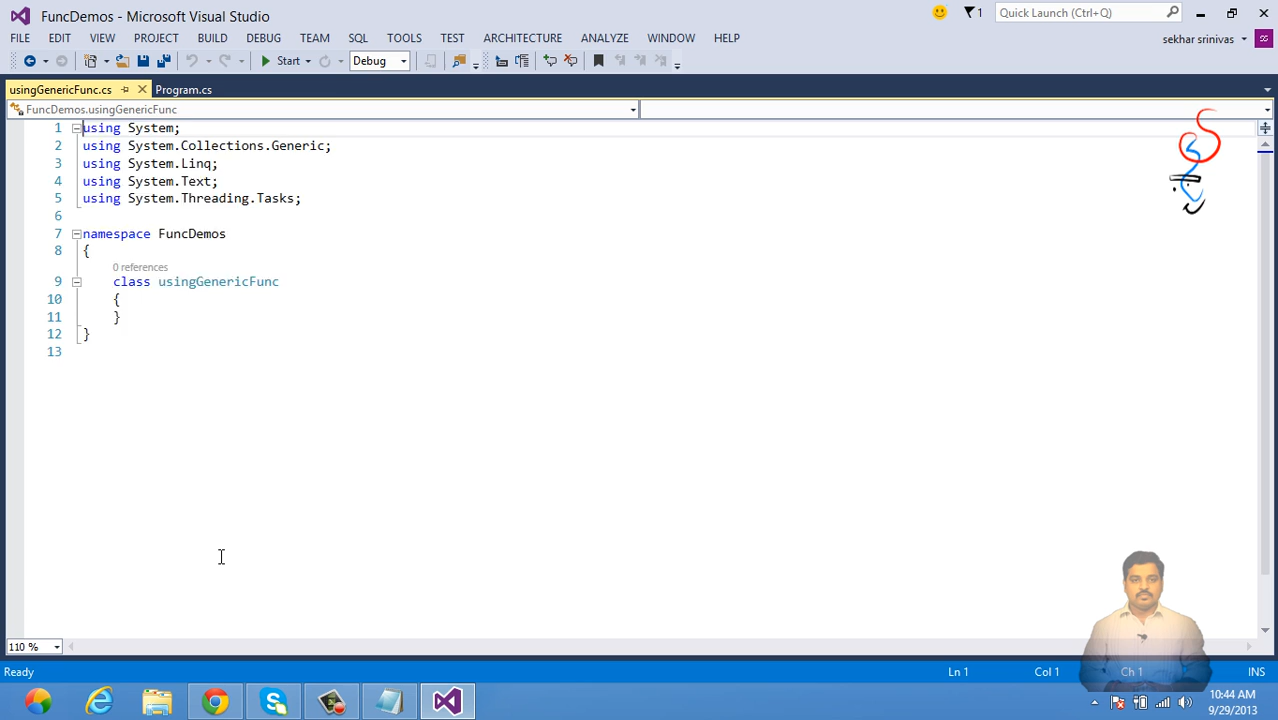 FuncDemos - Microsoft Visual Studio
1
Quick Launch (Ctrl+Q)
FILE EDIT VIEW PROJECT BUILD DEBUG TEAM SQL TOOLS TEST ARCHITECTURE ANALYZE WINDOW HELP
sekhar srinivas
SS
Start
Debug
usingGenericFunc.cs
Program.cs
FuncDemos.usingGenericFunc
1 using System;
2 using System.Collections.Generic;
3 using System.Linq;
4 using System.Text;
5 using System.Threading.Tasks;
6
7 namespace FuncDemos
8 {
0 references
9 class usingGenericFunc
10 {
11 }
12 }
13
110 %
Ready
Ln 1
Col 1
Ch 1
INS
10:44 AM
9/29/2013